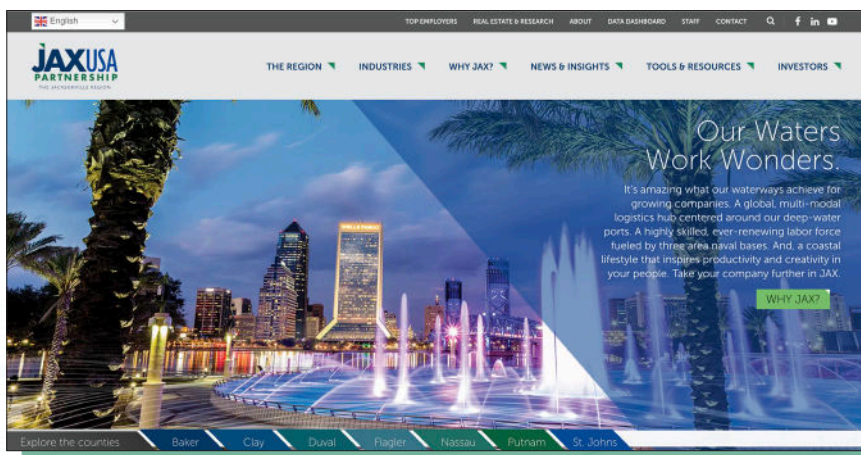 English
TOP EMPLOYERS REAL ESTATE & RESEARCH ABOUT DATA DASHBOARD STAFF CONTACT
JAXUSA
PARTNERSHIP
THE JACKSONVILLE REGION
THE REGION INDUSTRIES WHY JAX? NEWS & INSIGHTS TOOLS & RESOURCES INVESTORS
Our Waters
Work Wonders.
It's amazing what our waterways achieve for
growing companies. A global, multi-modal
logistics hub centered around our deep-water
ports. A highly skilled, ever-renewing labor force
fueled by three area naval bases. And, a coastal
lifestyle that inspires productivity and creativity in
your people. Take your company further in JAX.
WHY JAX?
WELLS FARGO
Explore the counties Baker Clay Duval Flagler Nassau Putnam St. Johns